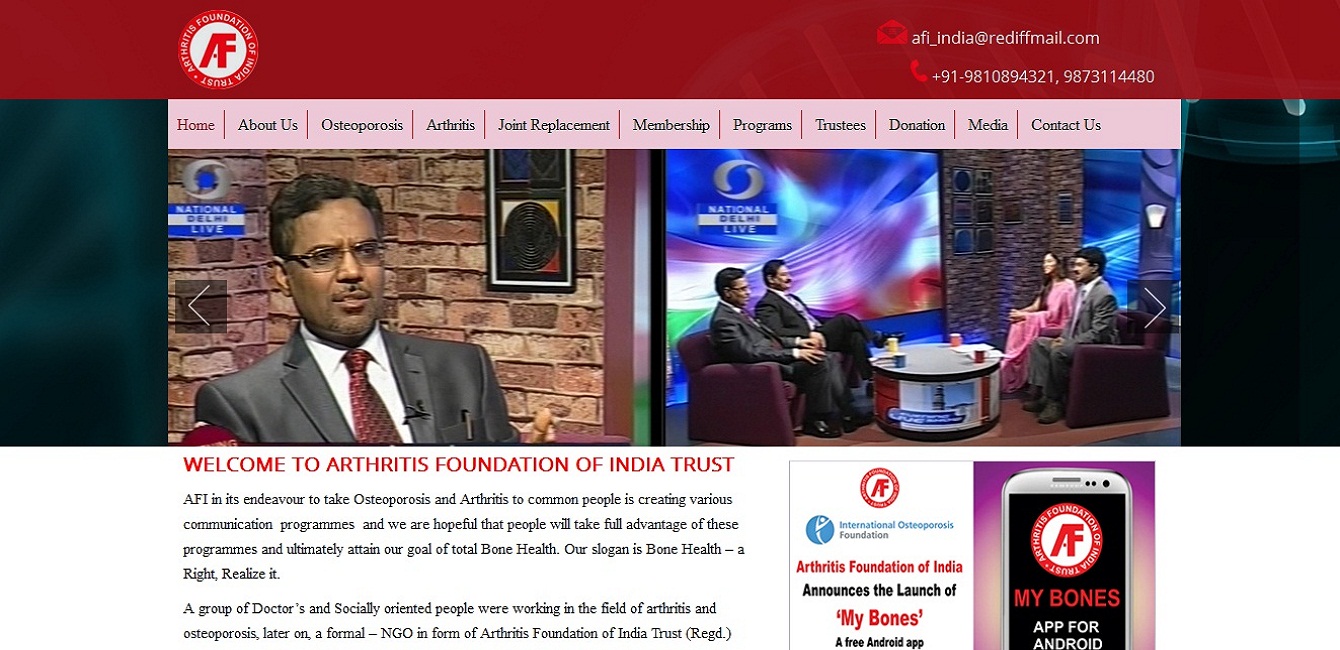 ARTHRITIS FOUNDATION OF INDIA TRUST
AF
afi_india@rediffmail.com
+91-9810894321, 9873114480
Home
About Us
Osteoporosis
Arthritis
Joint Replacement
Membership
Programs
Trustees
Donation
Media
Contact Us
NATIONAL
DELHI
LIVE
NATIONAL
DELHI
LIVE
WELCOME TO ARTHRITIS FOUNDATION OF INDIA TRUST
AFI in its endeavour to take Osteoporosis and Arthritis to common people is creating various
communication programmes and we are hopeful that people will take full advantage of these
programmes and ultimately attain our goal of total Bone Health. Our slogan is Bone Health – a
Right, Realize it.
A group of Doctor’s and Socially oriented people were working in the field of arthritis and
osteoporosis, later on, a formal – NGO in form of Arthritis Foundation of India Trust (Regd.)
ARTHRITIS FOUNDATION OF INDIA TRUST
AF
International Osteoporosis
Foundation
Arthritis Foundation of India
Announces the Launch of
‘My Bones’
A free Android app
ARTHRITIS FOUNDATION OF INDIA TRUST
AF
MY BONES
APP FOR
ANDROID